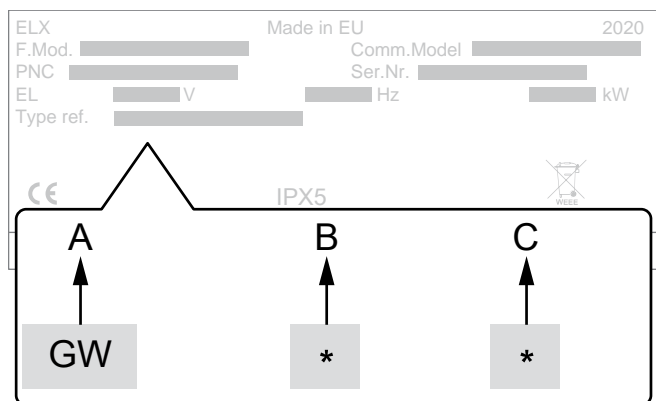 ELX Made in EU 2020
F.Mod. Comm.Model
PNC Ser.Nr.
EL V Hz kW
Type ref.
CE IPX5 WEEE
A B C
GW * *